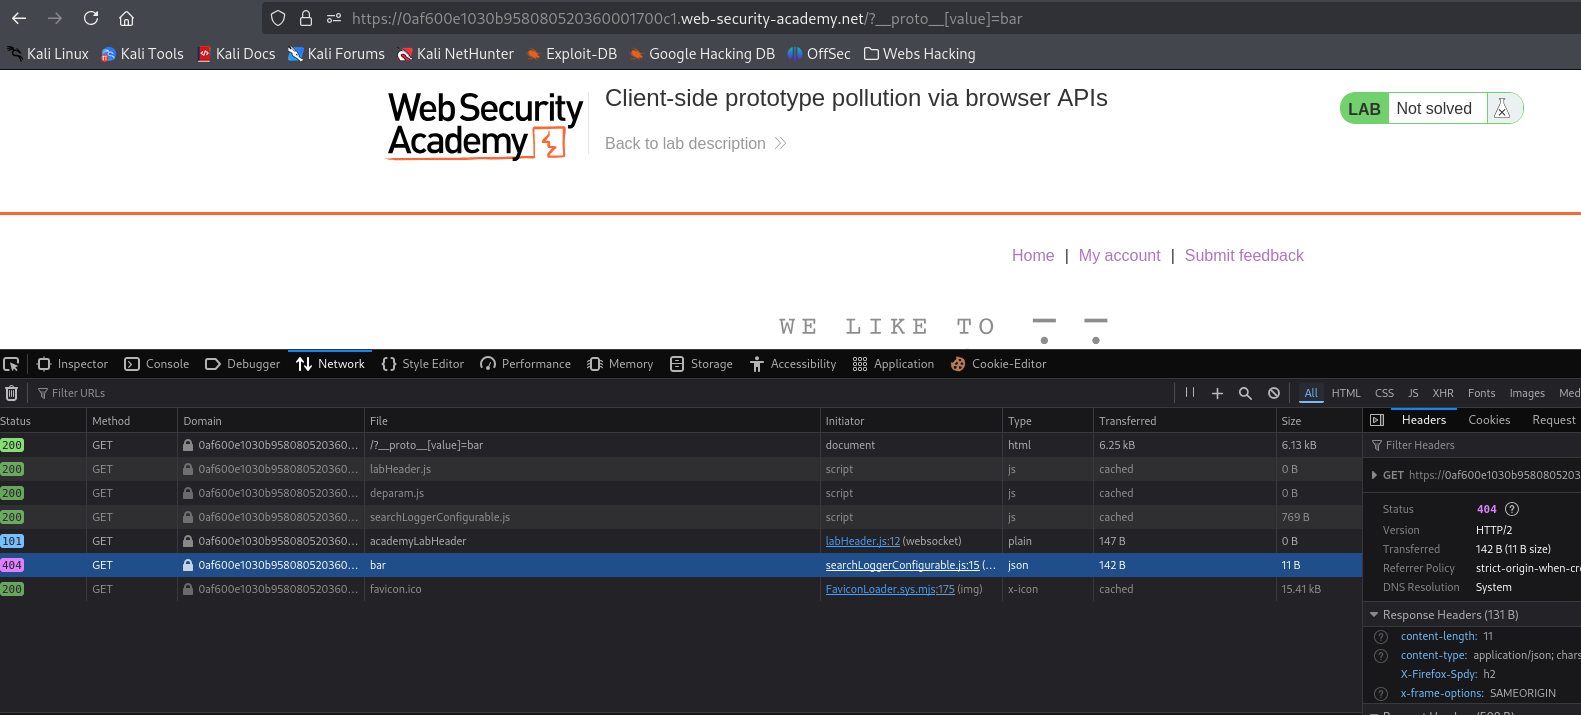 https://0af600e1030b958080520360001700c1.web-security-academy.net/?__proto__[value]=bar
Kali Linux Kali Tools Kali Docs Kali Forums Kali NetHunter Exploit-DB Google Hacking DB OffSec Webs Hacking
Web Security
Academy
Client-side prototype pollution via browser APIs
Back to lab description
LAB Not solved
Home | My account | Submit feedback
WE LIKE TO
Inspector Console Debugger Network Style Editor Performance Memory Storage Accessibility Application Cookie-Editor
Filter URLs All HTML CSS JS XHR Fonts Images Med
Status Method Domain File Initiator Type Transferred Size Headers Cookies Request
200 GET 0af600e1030b958080520360... /?__proto__[value]=bar document html 6.25 kB 6.13 kB Filter Headers
200 GET 0af600e1030b958080520360... labHeader.js script js cached 0 B
GET https://0af600e1030b9580805203
200 GET 0af600e1030b958080520360... deparam.js script js cached 0 B
Status 404
200 GET 0af600e1030b958080520360... searchLoggerConfigurable.js script js cached 769 B
Version HTTP/2
101 GET 0af600e1030b958080520360... academyLabHeader labHeader.js:12 (websocket) plain 147 B 0 B
Transferred 142 B (11 B size)
404 GET 0af600e1030b958080520360... bar searchLoggerConfigurable.js:15 (... json 142 B 11 B
Referrer Policy strict-origin-when-cro
200 GET 0af600e1030b958080520360... favicon.ico FaviconLoader.sys.mjs:175 (img) x-icon cached 15.41 kB
DNS Resolution System
Response Headers (131 B)
content-length: 11
content-type: application/json; chars
X-Firefox-Spdy: h2
x-frame-options: SAMEORIGIN